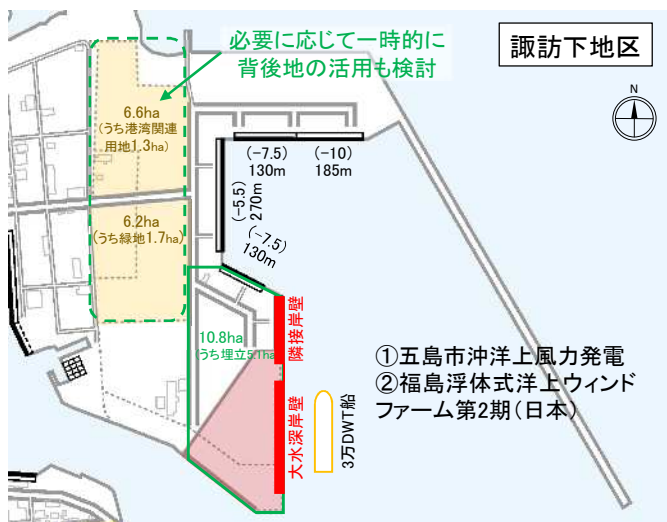 必要に応じて一時的に
背後地の活用も検討
諏訪下地区
N
6.6ha
(うち港湾関連
用地1.3ha)
(-7.5)
130m
(-10)
185m
(-5.5)
270m
6.2ha
(うち緑地1.7ha)
(-7.5)
130m
10.8ha
(うち埋立5.1ha)
隣接岸壁
大水深岸壁
3万DWT船
①五島市沖洋上風力発電
②福島浮体式洋上ウィンド
ファーム第2期(日本)